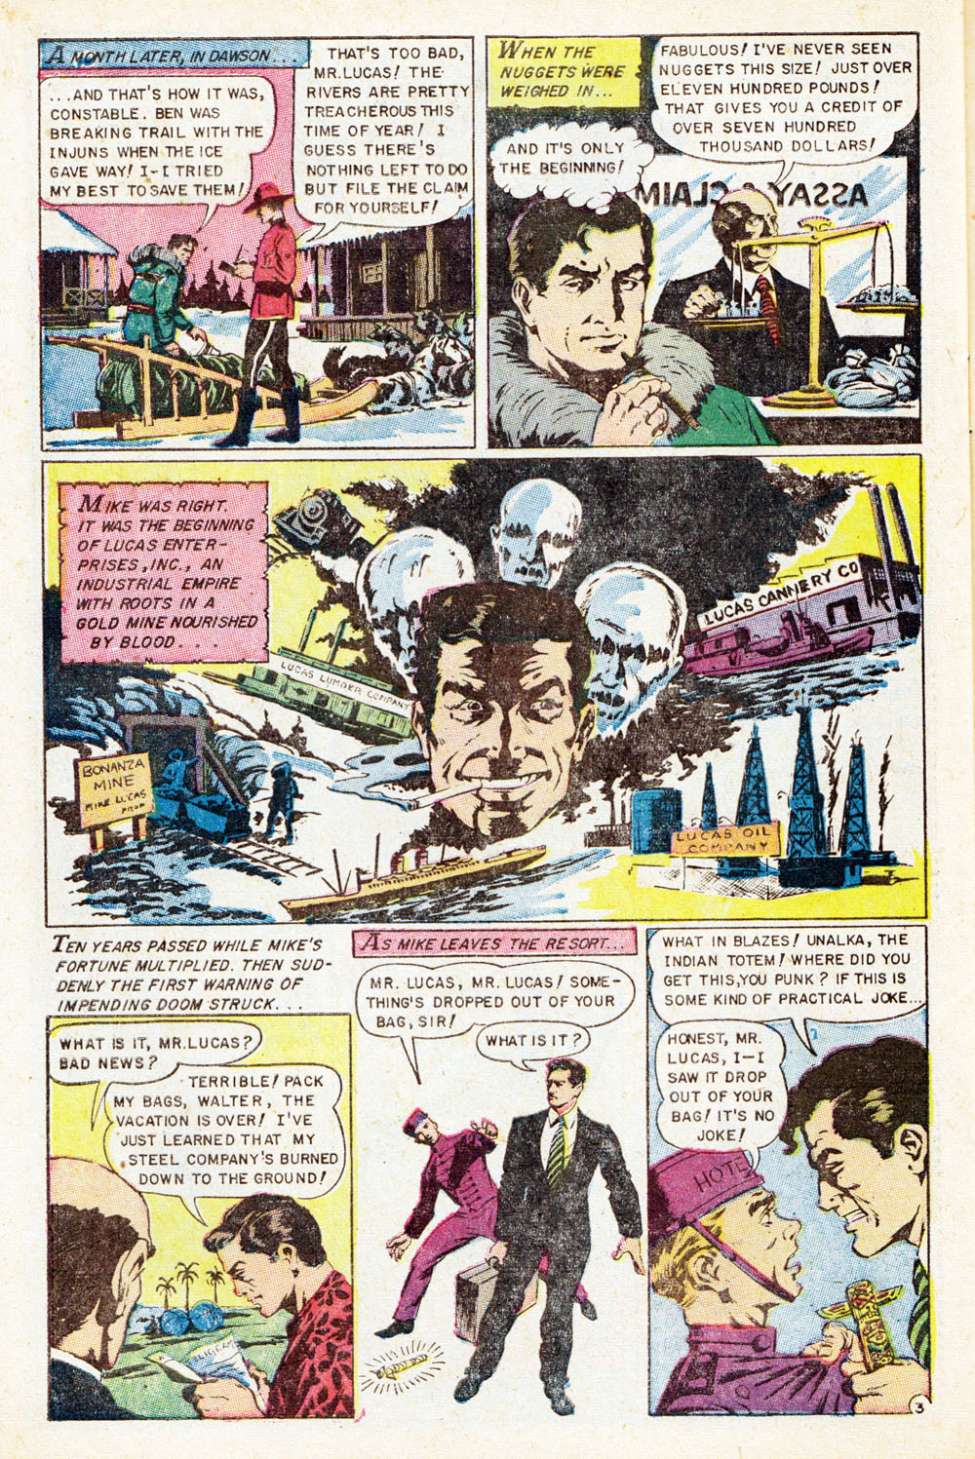 A MONTH LATER, IN DAWSON...
...AND THAT'S HOW IT WAS,
CONSTABLE. BEN WAS
BREAKING TRAIL WITH THE
INJUNS WHEN THE ICE
GAVE WAY! I-I TRIED
MY BEST TO SAVE THEM!
THAT'S TOO BAD,
MR. LUCAS! THE
RIVERS ARE PRETTY
TREACHEROUS THIS
TIME OF YEAR! I
GUESS THERE'S
NOTHING LEFT TO DO
BUT FILE THE CLAIM
FOR YOURSELF!
WHEN THE
NUGGETS WERE
WEIGHED IN...
FABULOUS! I'VE NEVER SEEN
NUGGETS THIS SIZE! JUST OVER
ELEVEN HUNDRED POUNDS!
THAT GIVES YOU A CREDIT OF
OVER SEVEN HUNDRED
THOUSAND DOLLARS!
AND IT'S ONLY
THE BEGINNING!
ASSAY & CLAIM
MIKE WAS RIGHT.
IT WAS THE BEGINNING
OF LUCAS ENTER-
PRISES, INC., AN
INDUSTRIAL EMPIRE
WITH ROOTS IN A
GOLD MINE NOURISHED
BY BLOOD...
LUCAS CANNERY CO
LUCAS LUMBER COMPANY
BONANZA
MINE
MIKE LUCAS
PROP
LUCAS OIL
COMPANY
TEN YEARS PASSED WHILE MIKE'S
FORTUNE MULTIPLIED. THEN SUD-
DENLY THE FIRST WARNING OF
IMPENDING DOOM STRUCK...
WHAT IS IT, MR. LUCAS?
BAD NEWS?
TERRIBLE! PACK
MY BAGS, WALTER, THE
VACATION IS OVER! I'VE
JUST LEARNED THAT MY
STEEL COMPANY'S BURNED
DOWN TO THE GROUND!
AS MIKE LEAVES THE RESORT...
MR. LUCAS, MR. LUCAS! SOME-
THING'S DROPPED OUT OF YOUR
BAG, SIR!
WHAT IS IT?
WHAT IN BLAZES! UNALKA, THE
INDIAN TOTEM! WHERE DID YOU
GET THIS, YOU PUNK? IF THIS IS
SOME KIND OF PRACTICAL JOKE...
HONEST, MR.
LUCAS, I-I
SAW IT DROP
OUT OF YOUR
BAG! IT'S NO
JOKE!
HOTE
3